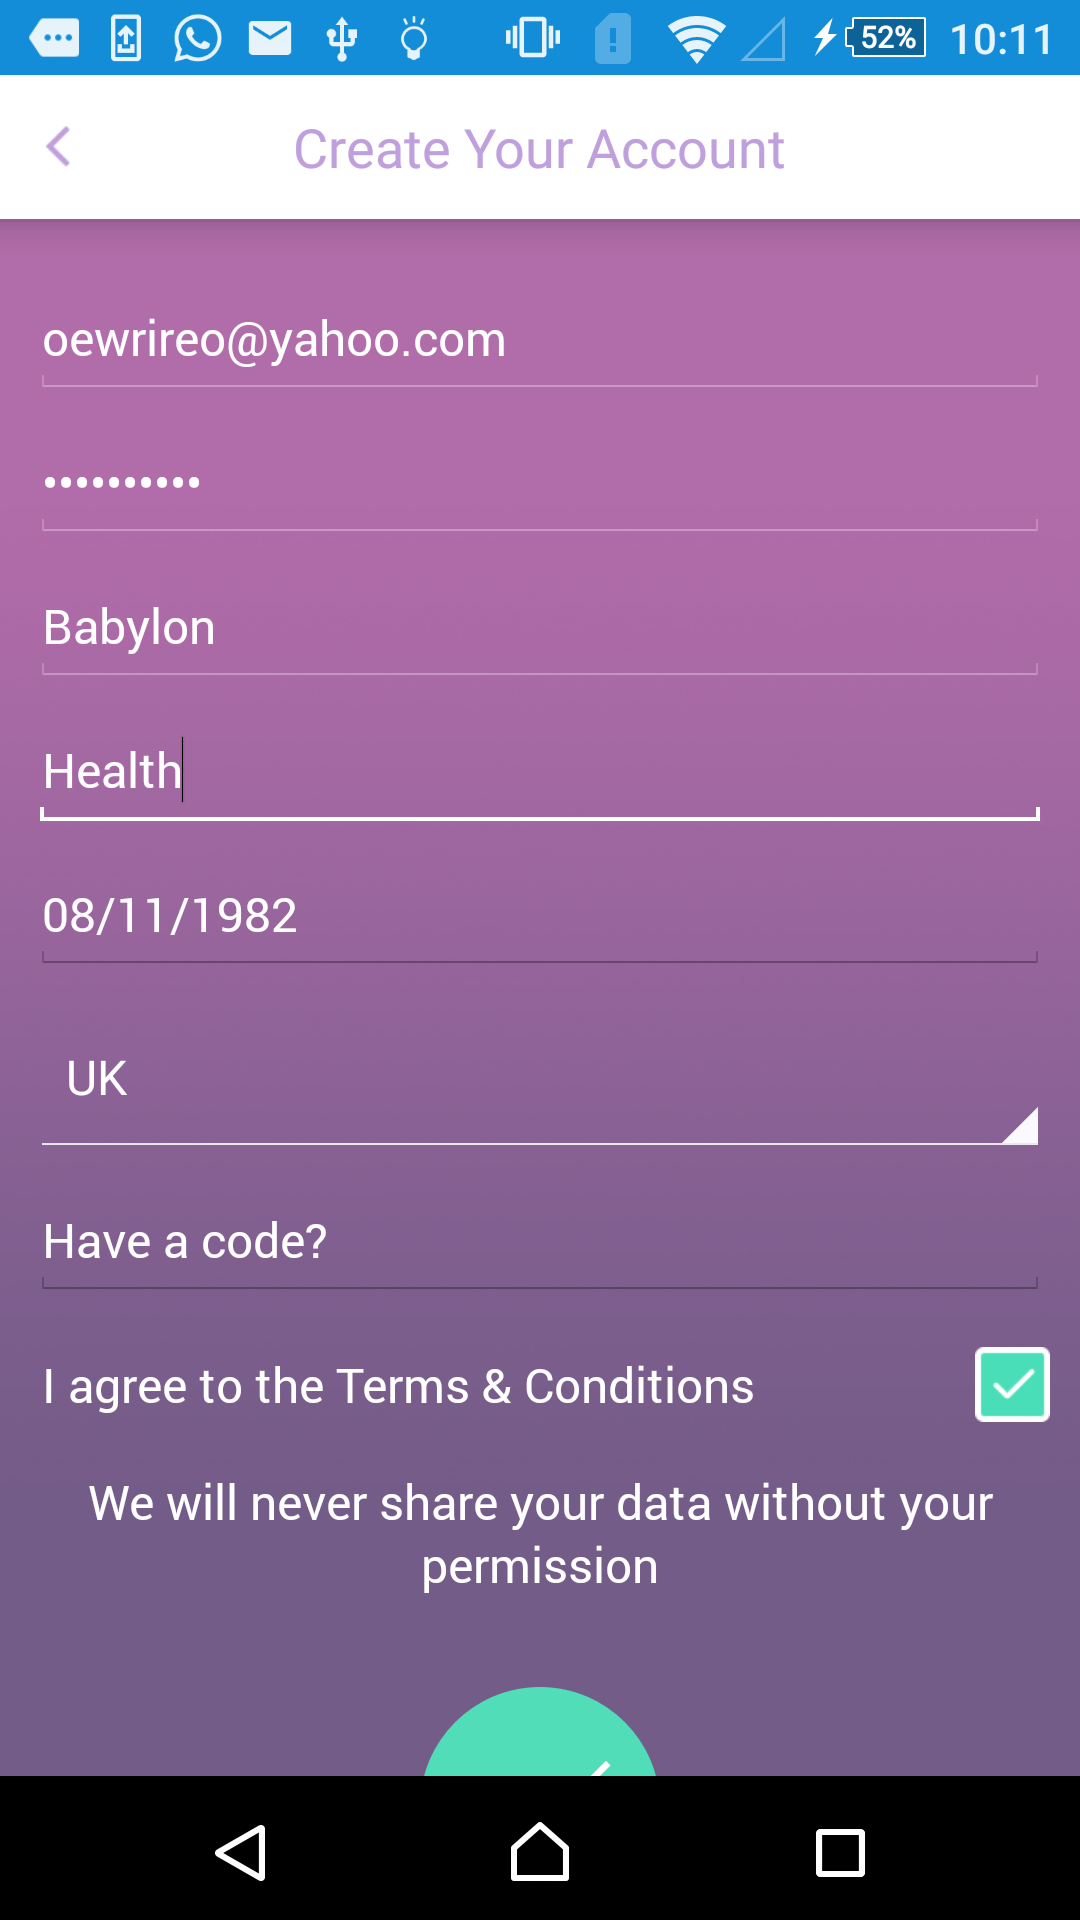 52% 10:11
Create Your Account
oewrireo@yahoo.com
••••••••••
Babylon
Health
08/11/1982
UK
Have a code?
I agree to the Terms & Conditions
We will never share your data without your
permission